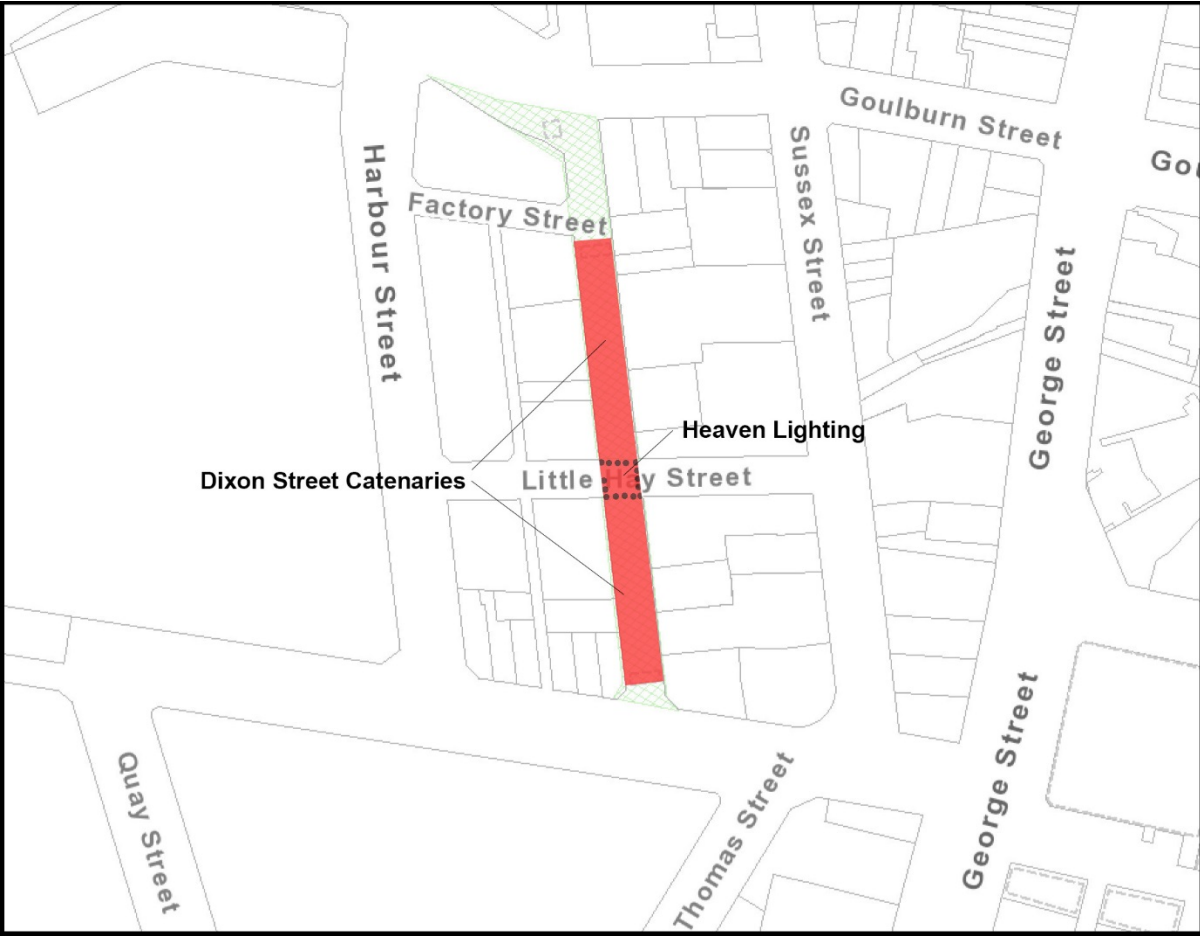 Goulburn Street
Gou
Harbour Street
Sussex Street
Factory Street
George Street
Heaven Lighting
Dixon Street Catenaries
Little Hay Street
George Street
Quay Street
Thomas Street